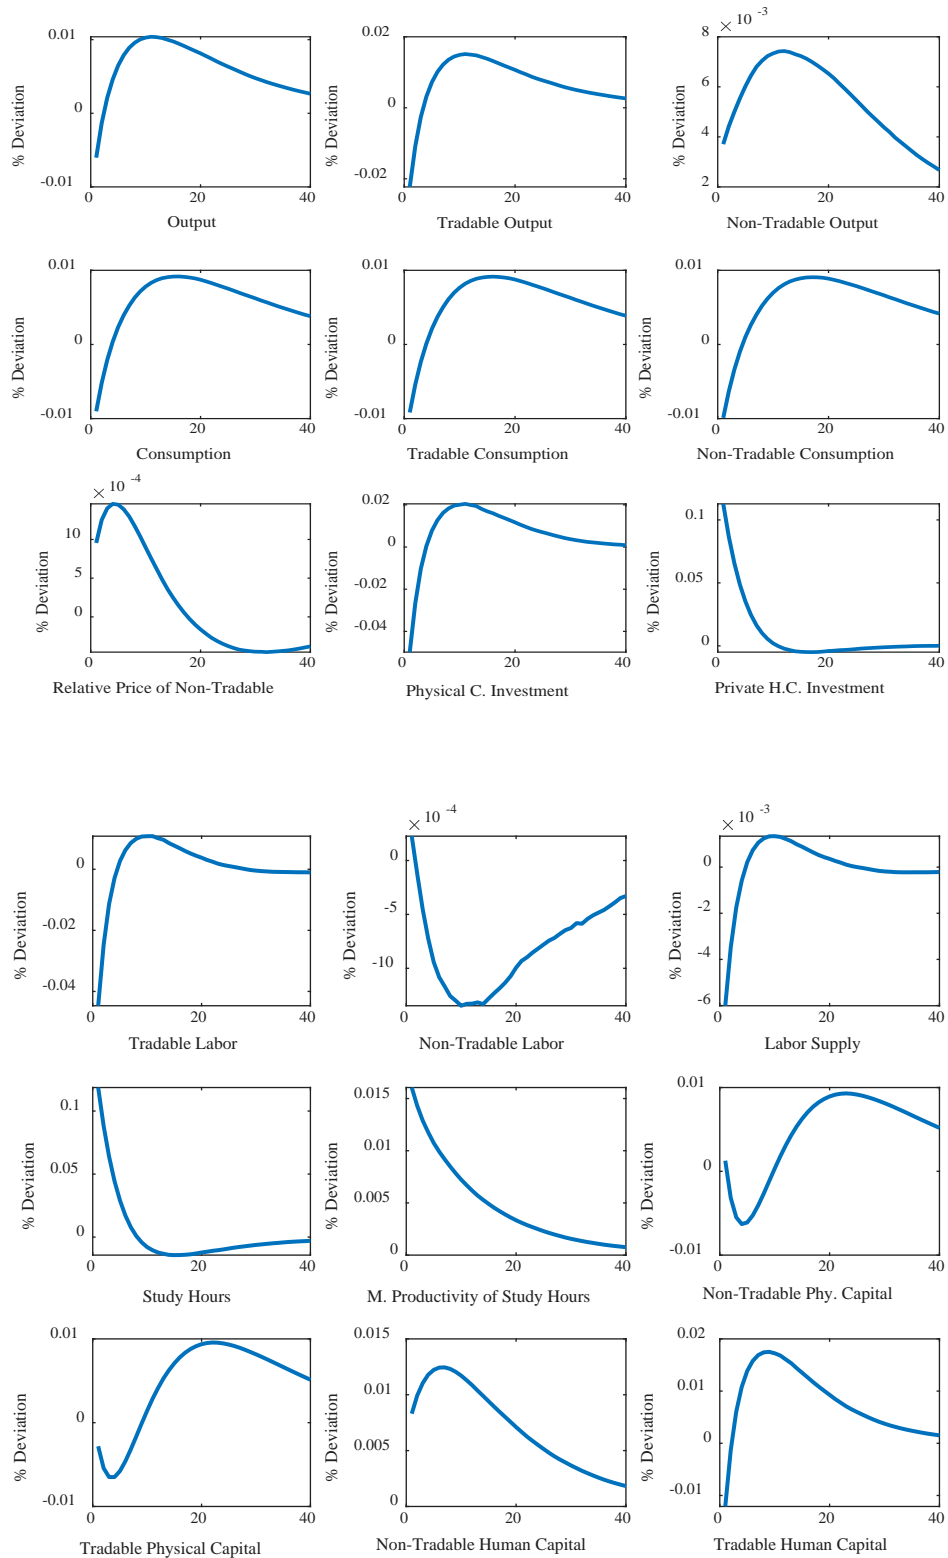 0.01
0
-0.01
0 20 40
% Deviation
Output
0.02
0
-0.02
0 20 40
% Deviation
Tradable Output
× 10 -3
8
6
4
2
0 20 40
% Deviation
Non-Tradable Output
0.01
0
-0.01
0 20 40
% Deviation
Consumption
0.01
0
-0.01
0 20 40
% Deviation
Tradable Consumption
0.01
0
-0.01
0 20 40
% Deviation
Non-Tradable Consumption
× 10 -4
10
5
0
0 20 40
% Deviation
Relative Price of Non-Tradable
0.02
0
-0.02
-0.04
0 20 40
% Deviation
Physical C. Investment
0.1
0.05
0
0 20 40
% Deviation
Private H.C. Investment
0
-0.02
-0.04
0 20 40
% Deviation
Tradable Labor
× 10 -4
0
-5
-10
0 20 40
% Deviation
Non-Tradable Labor
× 10 -3
0
-2
-4
-6
0 20 40
% Deviation
Labor Supply
0.1
0.05
0
0 20 40
% Deviation
Study Hours
0.015
0.01
0.005
0
0 20 40
% Deviation
M. Productivity of Study Hours
0.01
0
-0.01
0 20 40
% Deviation
Non-Tradable Phy. Capital
0.01
0
-0.01
0 20 40
% Deviation
Tradable Physical Capital
0.015
0.01
0.005
0
0 20 40
% Deviation
Non-Tradable Human Capital
0.02
0.01
0
-0.01
0 20 40
% Deviation
Tradable Human Capital